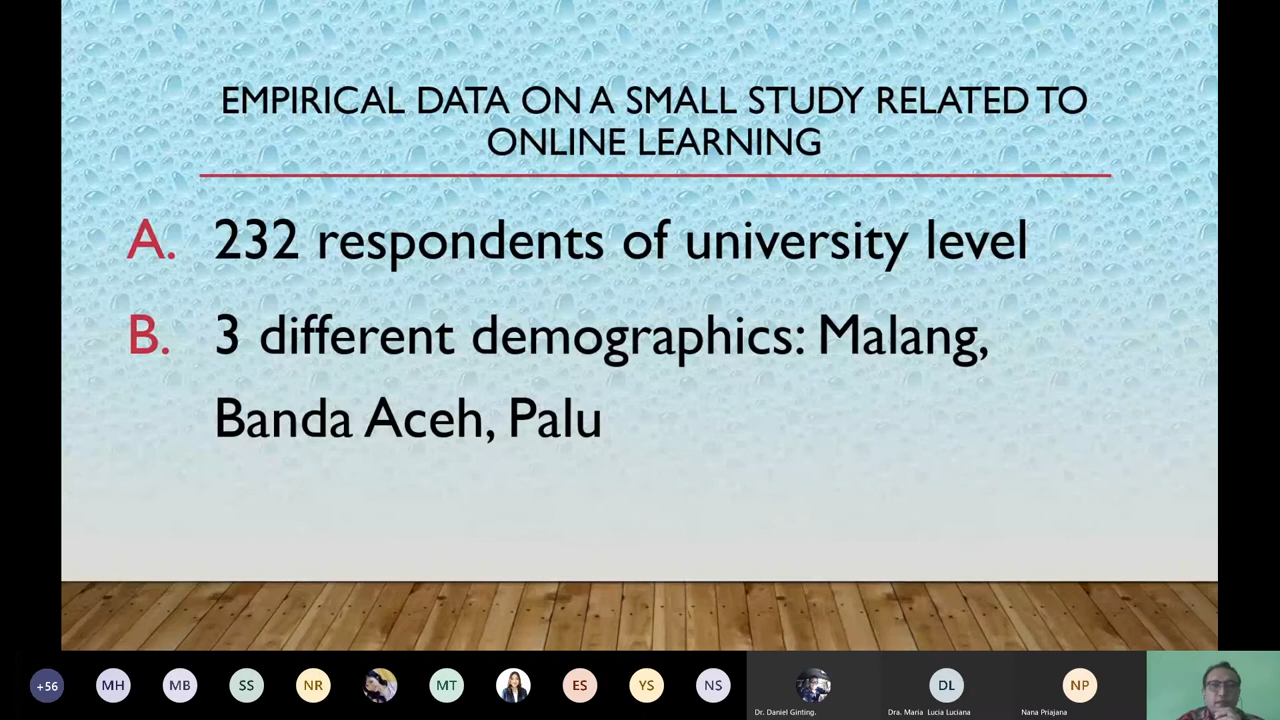 EMPIRICAL DATA ON A SMALL STUDY RELATED TO
ONLINE LEARNING
A. 232 respondents of university level
B. 3 different demographics: Malang,
Banda Aceh, Palu
+56 MH MB SS NR MT ES YS NS DL NP
Dr. Daniel Ginting. Dra. Maria Lucia Luciana Nana Priajana